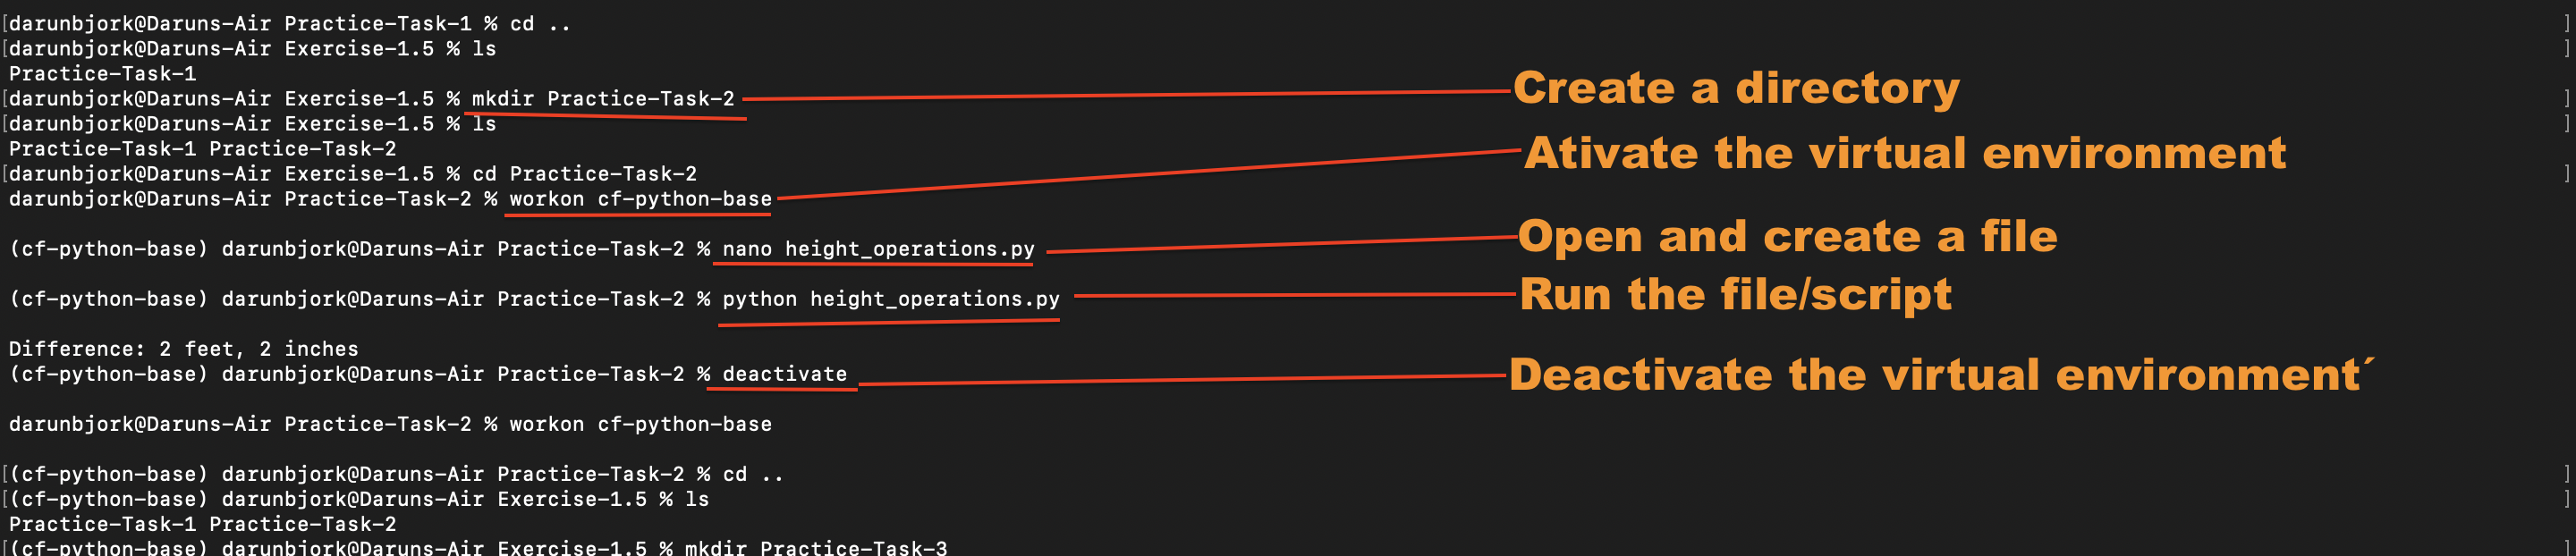 [darunbjork@Daruns-Air Practice-Task-1 % cd .. ]
[darunbjork@Daruns-Air Exercise-1.5 % ls ]
Practice-Task-1
[darunbjork@Daruns-Air Exercise-1.5 % mkdir Practice-Task-2 ]
Create a directory
[darunbjork@Daruns-Air Exercise-1.5 % ls ]
Practice-Task-1 Practice-Task-2
Ativate the virtual environment
[darunbjork@Daruns-Air Exercise-1.5 % cd Practice-Task-2 ]
darunbjork@Daruns-Air Practice-Task-2 % workon cf-python-base
(cf-python-base) darunbjork@Daruns-Air Practice-Task-2 % nano height_operations.py
Open and create a file
(cf-python-base) darunbjork@Daruns-Air Practice-Task-2 % python height_operations.py
Run the file/script
Difference: 2 feet, 2 inches
(cf-python-base) darunbjork@Daruns-Air Practice-Task-2 % deactivate
Deactivate the virtual environment´
darunbjork@Daruns-Air Practice-Task-2 % workon cf-python-base
[(cf-python-base) darunbjork@Daruns-Air Practice-Task-2 % cd .. ]
[(cf-python-base) darunbjork@Daruns-Air Exercise-1.5 % ls ]
Practice-Task-1 Practice-Task-2
[(cf-python-base) darunbjork@Daruns-Air Exercise-1.5 % mkdir Practice-Task-3 ]